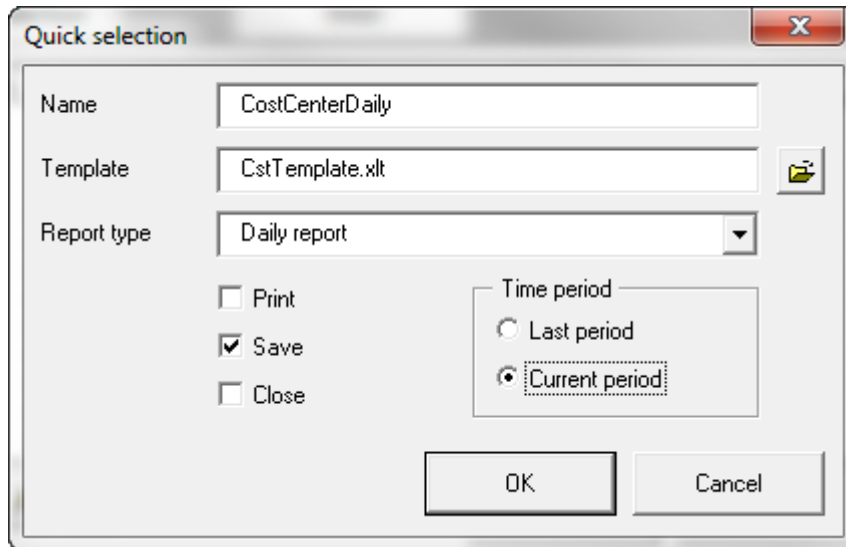 Quick selection
Name
CostCenterDaily
Template
CstTemplate.xlt
Report type
Daily report
Print
Save
Close
Time period
Last period
Current period
OK
Cancel